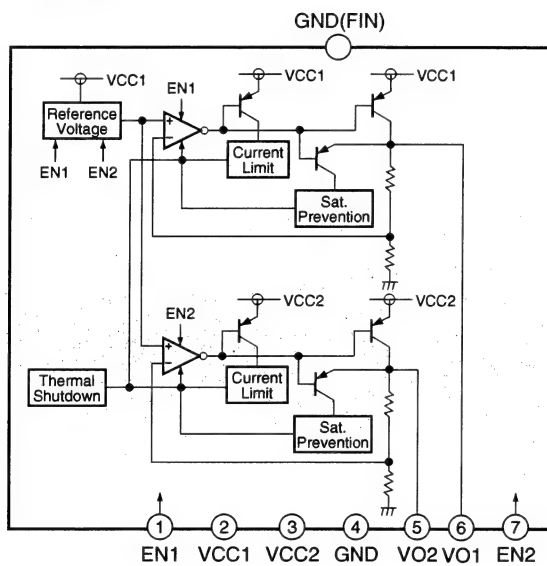 GND(FIN)
VCC1
EN1
VCC1
VCC1
Reference
Voltage
+
−
EN1
EN2
Current
Limit
Sat.
Prevention
VCC2
VCC2
EN2
+
−
Thermal
Shutdown
Current
Limit
Sat.
Prevention
1
2
3
4
5
6
7
EN1
VCC1
VCC2
GND
VO2
VO1
EN2